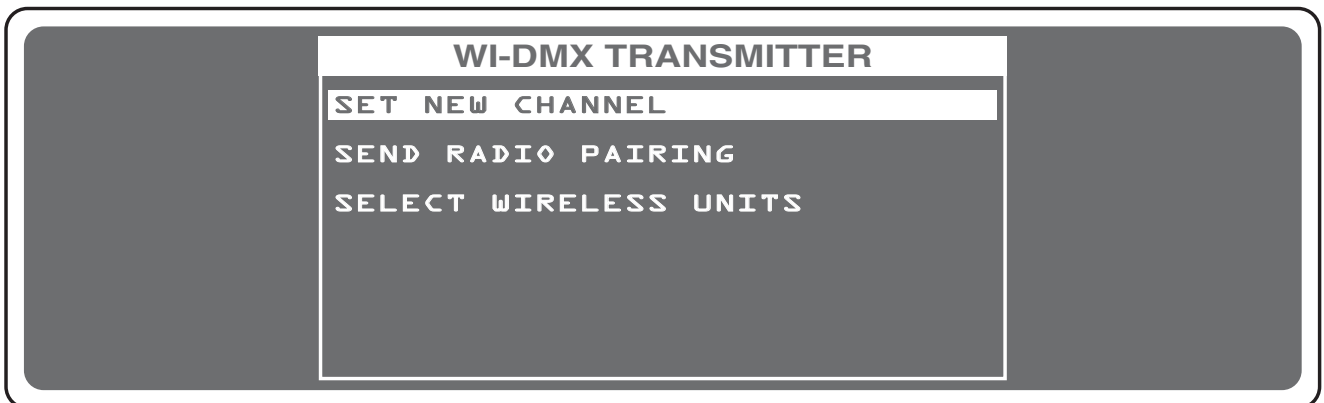 WI-DMX TRANSMITTER
SET NEW CHANNEL
SEND RADIO PAIRING
SELECT WIRELESS UNITS